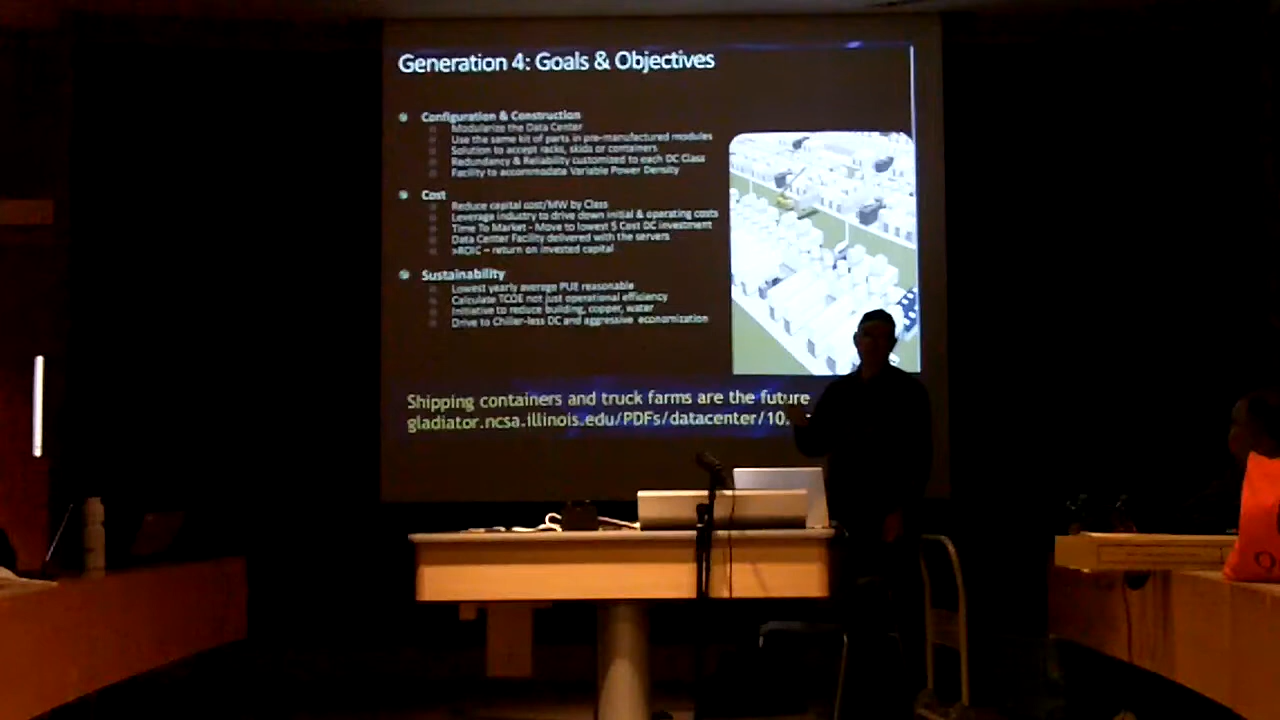 Generation 4: Goals & Objectives
Configuration & Construction
Modularize the Data Center
Use the same kit of parts in pre-manufactured modules
Solution to accept racks, skids or containers
Redundancy & Reliability customized to each DC Class
Facility to accommodate Variable Power Density
Cost
Reduce capital cost/MW by Class
Leverage industry to drive down initial & operating costs
Time To Market - Move to lowest $ Cost DC investment
Data Center Facility delivered with the servers
>ROIC – return on invested capital
Sustainability
Lowest yearly average PUE reasonable
Calculate TCOE not just operational efficiency
Initiative to reduce building, copper, water
Drive to Chiller-less DC and aggressive economization
Shipping containers and truck farms are the future
gladiator.ncsa.illinois.edu/PDFs/datacenter/10.